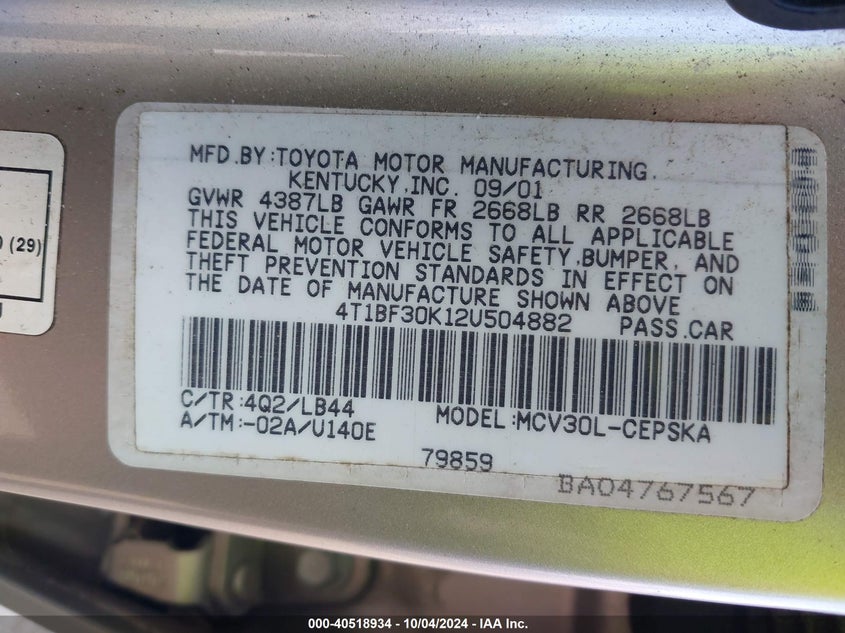 MFD.BY:TOYOTA MOTOR MANUFACTURING,
KENTUCKY,INC. 09/01
GVWR 4387LB GAWR FR 2668LB RR 2668LB
THIS VEHICLE CONFORMS TO ALL APPLICABLE
FEDERAL MOTOR VEHICLE SAFETY,BUMPER, AND
THEFT PREVENTION STANDARDS IN EFFECT ON
THE DATE OF MANUFACTURE SHOWN ABOVE
4T1BF30K12U504882 PASS.CAR
C/TR:4Q2/LB44 MODEL:MCV30L-CEPSKA
A/TM:-02A/U140E
79859
BA04767567
(29)
000-40518934 - 10/04/2024 - IAA Inc.